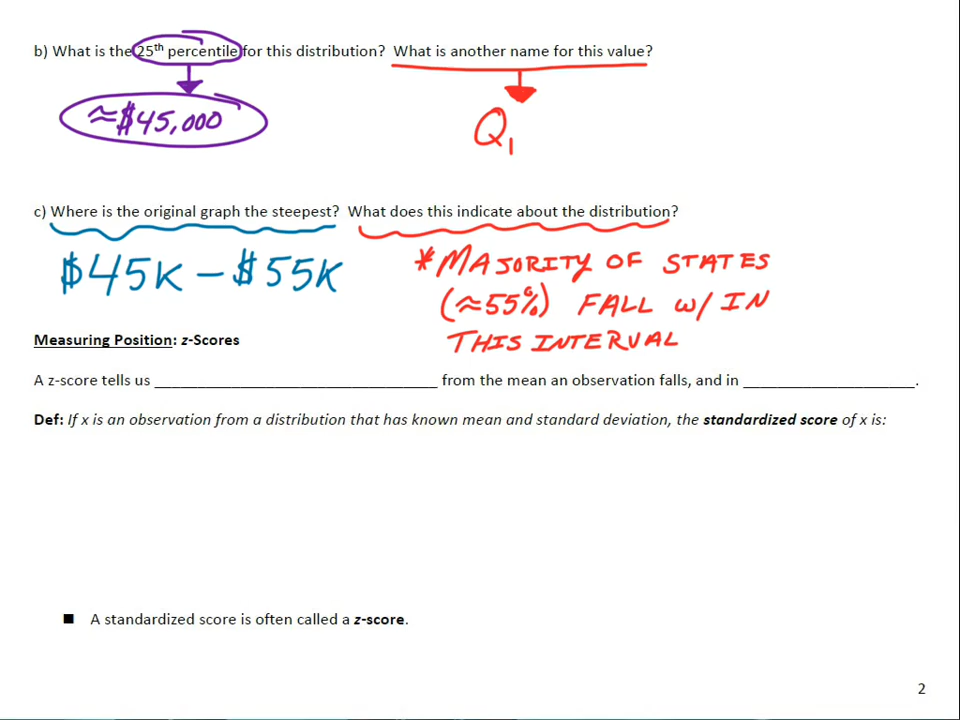 b) What is the 25th percentile for this distribution? What is another name for this value?
≈$45,000
Q1
c) Where is the original graph the steepest? What does this indicate about the distribution?
$45K – $55K
*MAJORITY OF STATES
(≈55%) FALL W/ IN
THIS INTERVAL
Measuring Position: z-Scores
A z-score tells us ________________________________ from the mean an observation falls, and in ____________________.
Def: If x is an observation from a distribution that has known mean and standard deviation, the standardized score of x is:
■ A standardized score is often called a z-score.
2